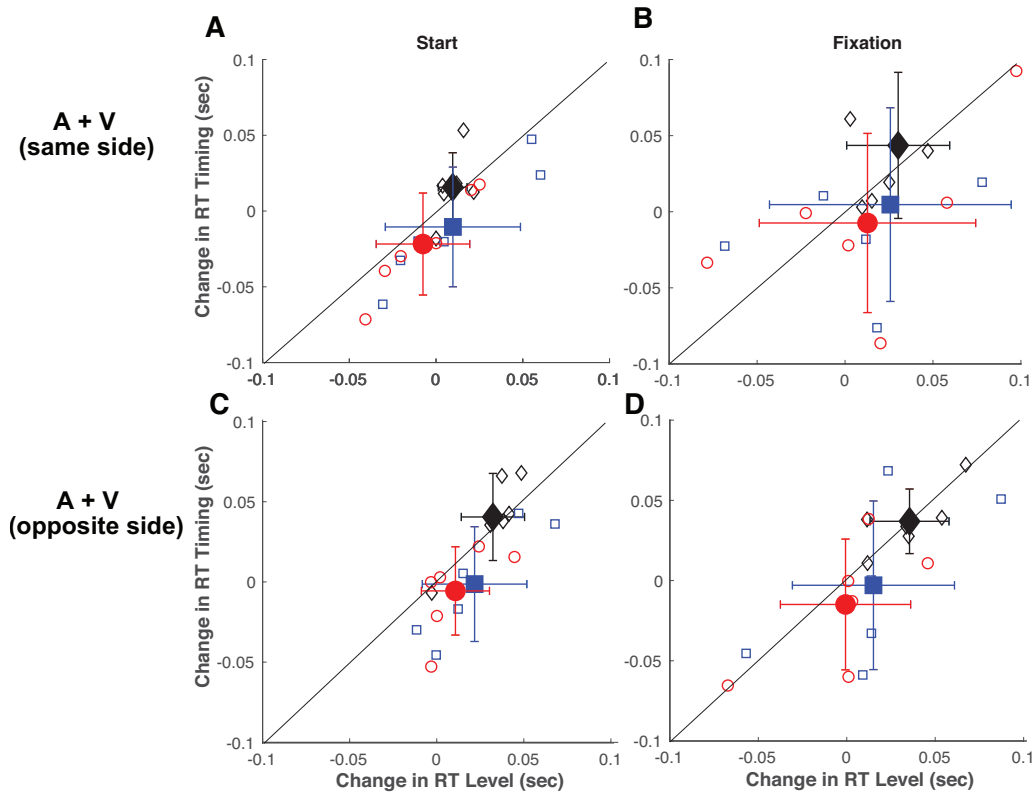 A
B
Start
Fixation
A + V
(same side)
Change in RT Timing (sec)
0.1
0.05
0
-0.05
-0.1
-0.1
-0.05
0
0.05
0.1
0.1
0.05
0
-0.05
-0.1
-0.1
-0.05
0
0.05
0.1
C
D
A + V
(opposite side)
Change in RT Timing (sec)
0.1
0.05
0
-0.05
-0.1
-0.1
-0.05
0
0.05
0.1
Change in RT Level (sec)
0.1
0.05
0
-0.05
-0.1
-0.1
-0.05
0
0.05
0.1
Change in RT Level (sec)